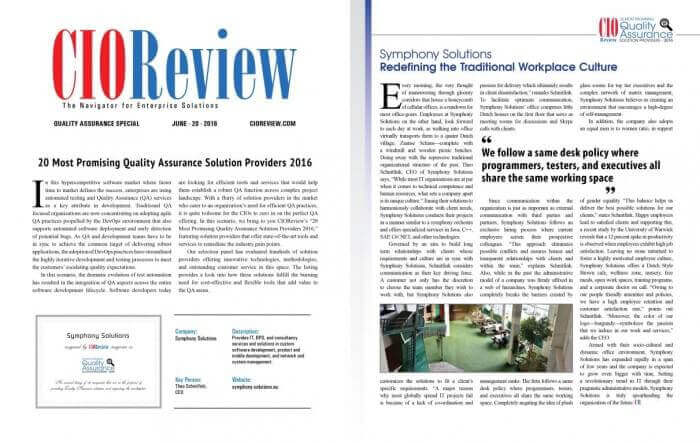 CIOReview
The Navigator for Enterprise Solutions
QUALITY ASSURANCE SPECIAL JUNE - 20 - 2016 CIOREVIEW.COM
20 Most Promising Quality Assurance Solution Providers 2016
In this hypercompetitive software market where faster
time to market defines the success, enterprises are using
automated testing and Quality Assurance (QA) services
as a key attribute in development. Traditional QA
focused organizations are now concentrating on adopting agile
QA practices propelled by the DevOps environment that also
supports automated software deployment and early detection
of potential bugs. As QA and development teams have to be
in sync to achieve the common target of delivering robust
applications, the adoption of DevOps practices have streamlined
the highly iterative development and testing processes to meet
the customers' escalating quality expectations.
In this scenario, the dramatic evolution of test automation
has resulted in the integration of QA aspects across the entire
software development lifecycle. Software developers today
are looking for efficient tools and services that would help
them establish a robust QA function across complex project
landscape. With a flurry of solution providers in the market
who cater to an organization's need for efficient QA practices,
it is quite tedious for the CIOs to zero in on the perfect QA
offering. In this scenario, we bring to you CIOReview's "20
Most Promising Quality Assurance Solution Providers 2016,"
featuring solution providers that offer state-of-the-art tools and
services to remediate the industry pain points.
Our selection panel has evaluated hundreds of solution
providers offering innovative technologies, methodologies,
and outstanding customer service in this space. The listing
provides a look into how these solutions fulfill the burning
need for cost-effective and flexible tools that add value to
the QA arena.
Symphony Solutions
recognized by CIOReview magazine as
Quality Assurance
Company:
Symphony Solutions
Description:
Provides IT, BPO, and consultancy
services and solutions in custom
software development, product and
mobile development, and network and
system management
Key Person:
Theo Schnitfink,
CEO
Website:
symphony-solutions.eu
CIO Review
20 MOST PROMISING
Quality
Assurance
SOLUTION PROVIDERS - 2016
Symphony Solutions
Redefining the Traditional Workplace Culture
Every morning, the very thought
of maneuvering through gloomy
corridors that house a honeycomb
of cellular offices, is a rundown for
most office-goers. Employees at Symphony
Solutions on the other hand, look forward
to each day at work, as walking into office
virtually transports them to a quaint Dutch
village, Zaanse Schans—complete with
a windmill and wooden picnic benches.
Doing away with the repressive traditional
organizational structure of the past, Theo
Schnitfink, CEO of Symphony Solutions
says, "While most IT organizations are at par
when it comes to technical competence and
human resources, what sets a company apart
is its unique culture." Tuning their solutions to
harmoniously collaborate with client needs,
Symphony Solutions conducts their projects
in a manner similar to a symphony orchestra
and offers specialized services in Java, C++,
SAP, C#.NET, and other technologies.
Governed by an aim to build long
term relationships with clients whose
requirements and culture are in tune with
Symphony Solutions, Schnitfink considers
communication as their key driving force.
A customer not only has the discretion
to choose the team member they wish to
work with, but Symphony Solutions also
customizes the solutions to fit a client's
specific requirements. "A major reason
why most globally spread IT projects fail
is because of a lack of co-ordination and
passion for delivery which ultimately results
in client dissatisfaction," remarks Schnitfink.
To facilitate optimum communication,
Symphony Solutions' office comprises little
Dutch houses on the first floor that serve as
meeting rooms for discussions and Skype
calls with clients.
“
We follow a same desk policy where
programmers, testers, and executives all
share the same working space
”
Since communication within the
organization is just as important as external
communication with third parties and
partners, Symphony Solutions follows an
exclusive hiring process where current
employees interview their prospective
colleagues. "This approach eliminates
possible conflicts and ensures honest and
transparent relationships with clients and
within the team," explains Schnitfink.
Also, while in the past the administrative
model of a company was firmly utilized in
a web of hierarchies, Symphony Solutions
completely breaks the barriers created by
management ranks. The firm follows a same
desk policy where programmers, testers,
and executives all share the same working
space. Completely negating the idea of plush
glass rooms for top tier executives and the
complex network of matrix management,
Symphony Solutions believes in creating an
environment that encourages a high-degree
of self-management.
In addition, the company also adopts
an equal men is to women ratio, in support
of gender equality. "This balance helps us
deliver the best possible solutions for our
clients," states Schnitfink. Happy employees
lead to satisfied clients and supporting this,
a recent study by the University of Warwick
reveals that a 12 percent spike in productivity
is observed when employees exhibit high job
satisfaction. Leaving no stone unturned to
foster a highly motivated employee culture,
Symphony Solutions offers a Dutch Style
Brown café, wellness zone, nursery, free
meals, open work spaces, training programs,
and a corporate doctor on call. "Owing to
our people friendly amenities and policies,
we have a high employee retention and
customer satisfaction rate," points out
Schnitfink. "Moreover, the color of our
logo—burgundy—symbolizes the passion
that we induce in our work and services,"
adds the CEO.
Armed with their socio-cultural and
dynamic office environment, Symphony
Solutions has expanded rapidly in a span
of few years and the company is expected
to grow even bigger with time. Setting
a revolutionary trend in IT through their
pragmatic administrative models, Symphony
Solutions is truly spearheading the
organization of the future.